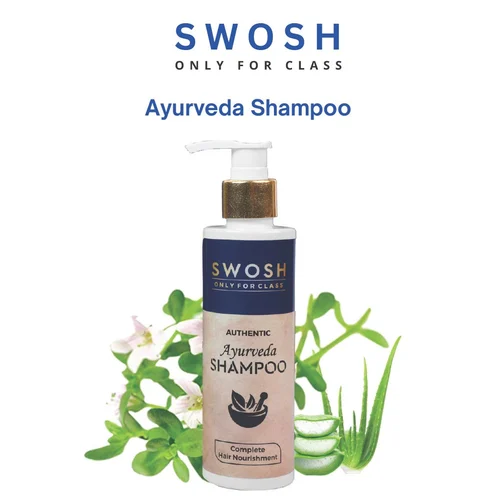 SWOSH
ONLY FOR CLASS
Ayurveda Shampoo
SWOSH
ONLY FOR CLASS
AUTHENTIC
Ayurveda
SHAMPOO
Complete
Hair Nourishment